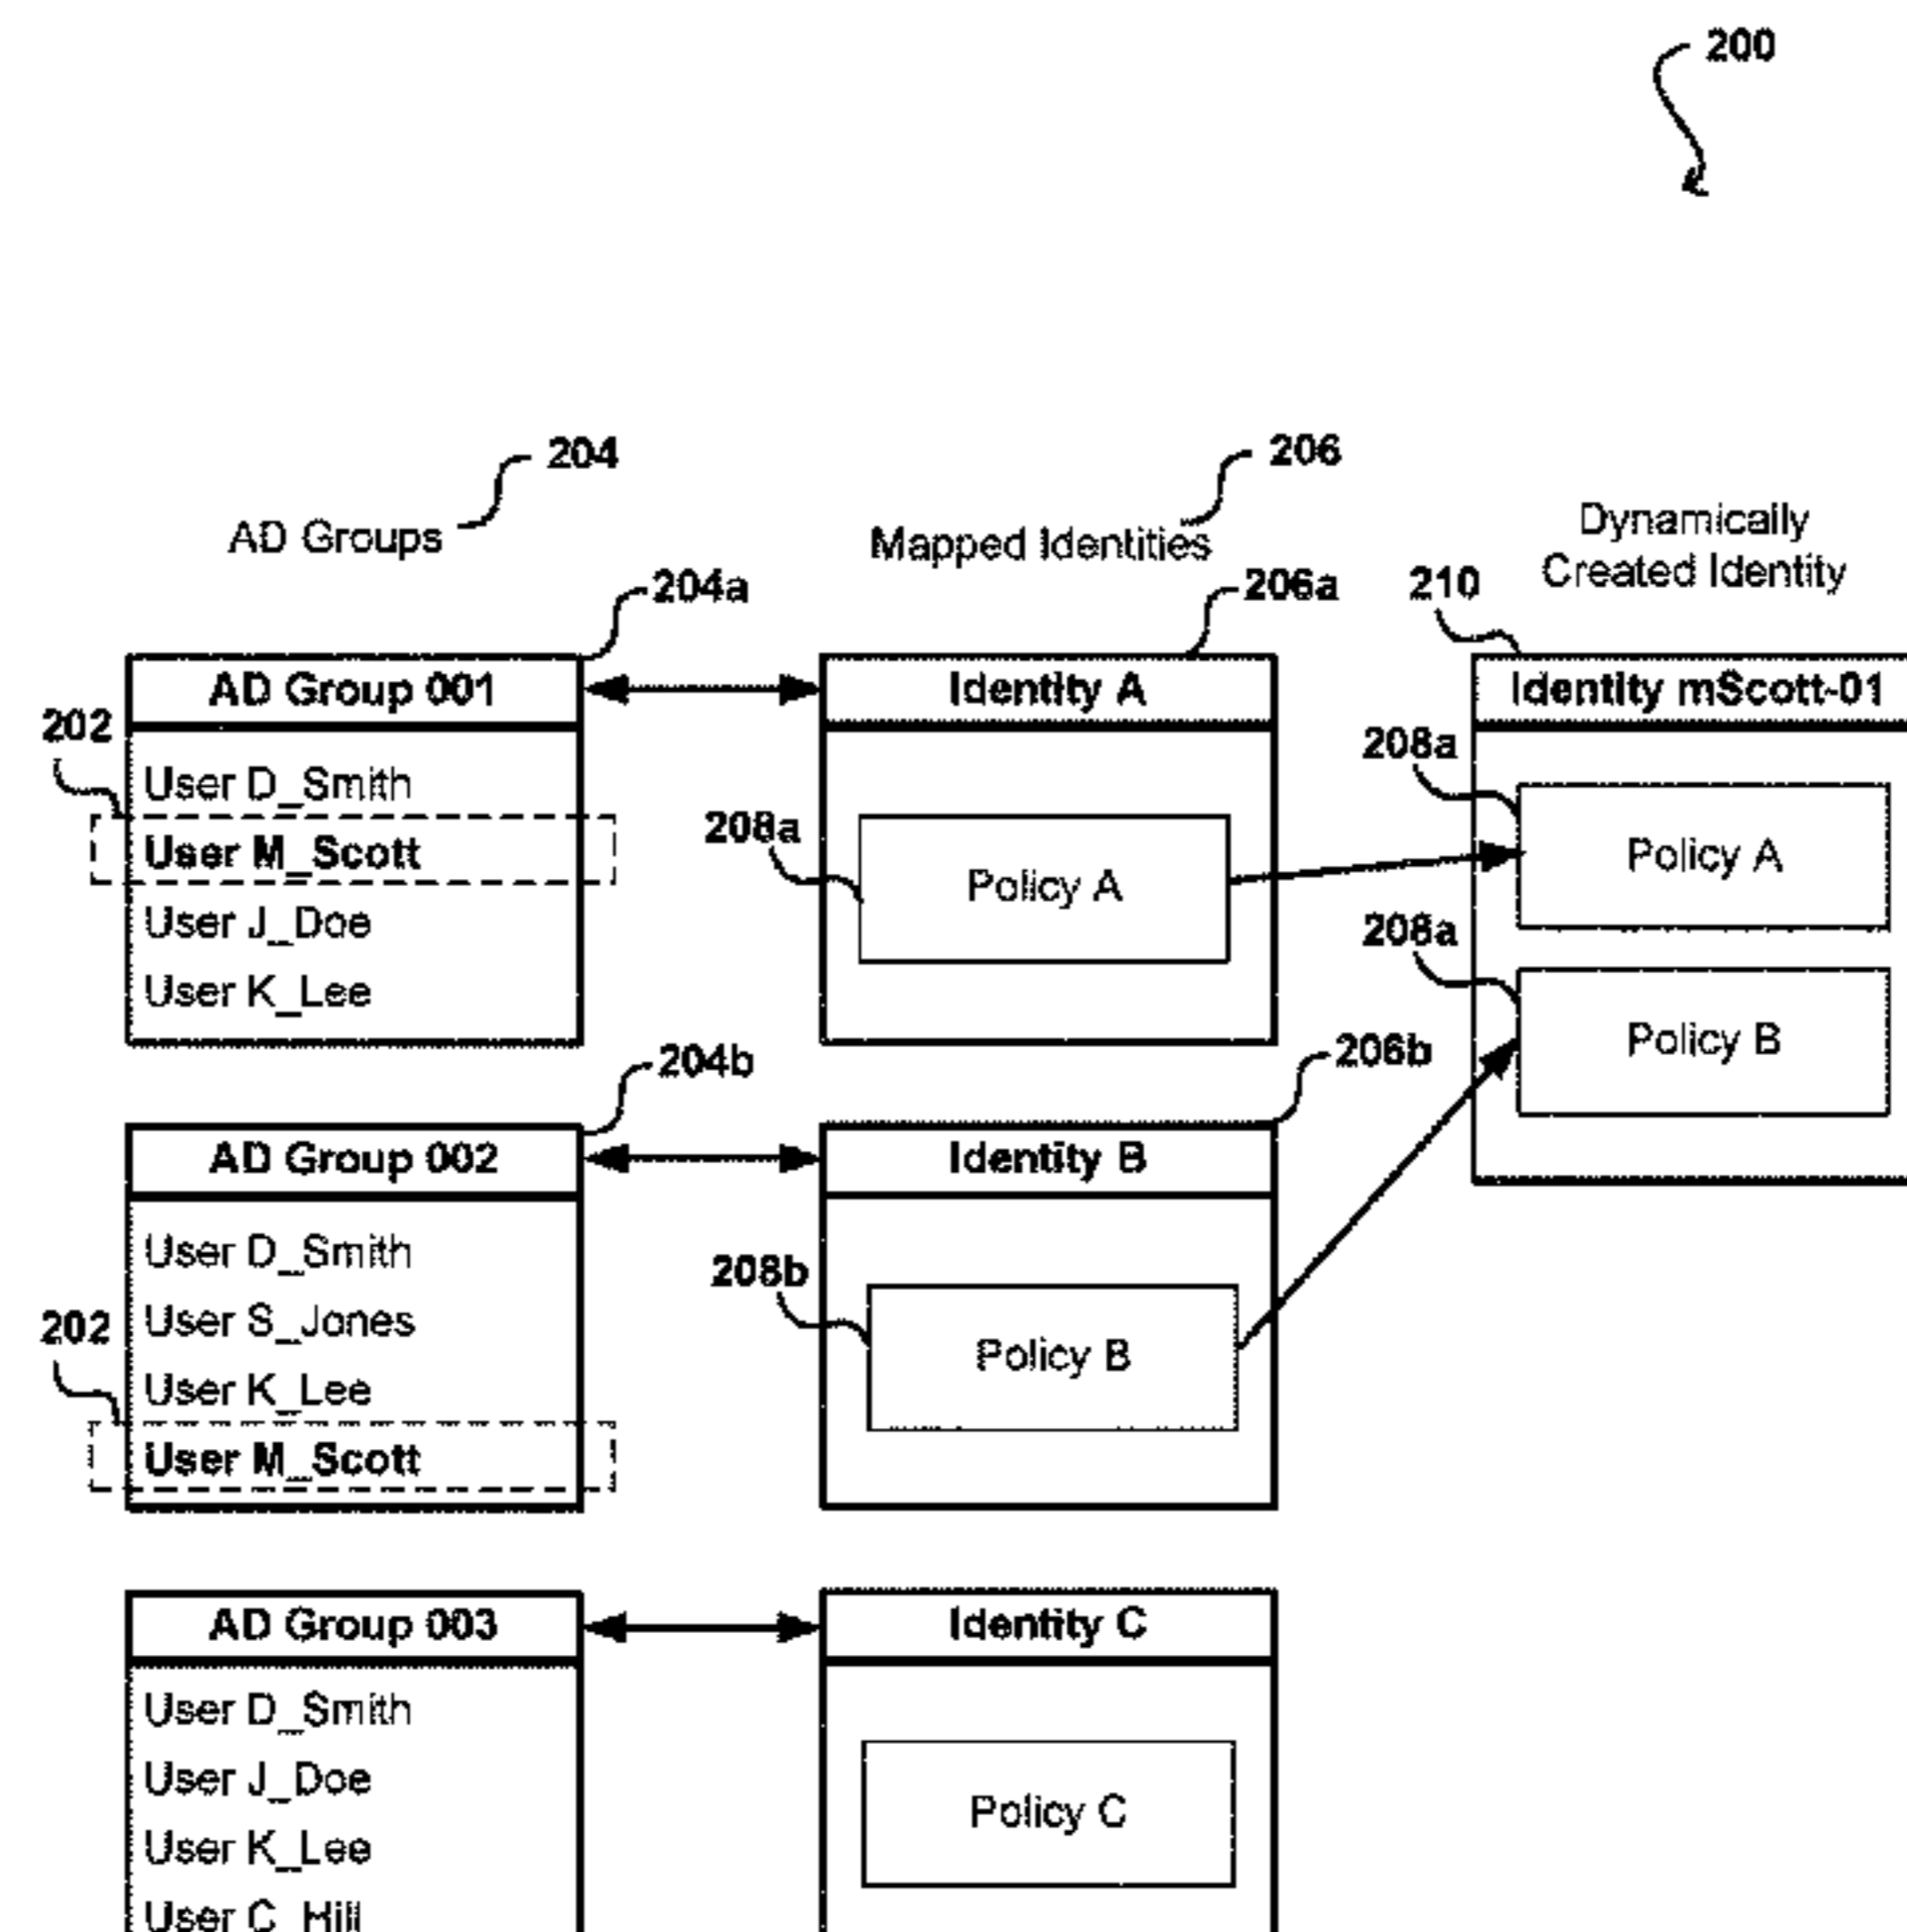 200
204
AD Groups
206
Mapped Identities
Dynamically
Created Identity
204a
206a
210
AD Group 001
Identity A
Identity mScott-01
202
User D_Smith
User M_Scott
User J_Doe
User K_Lee
208a
Policy A
208a
Policy A
208a
Policy B
204b
206b
AD Group 002
Identity B
User D_Smith
User S_Jones
202
User K_Lee
User M_Scott
208b
Policy B
AD Group 003
Identity C
User D_Smith
User J_Doe
User K_Lee
User C_Hill
Policy C